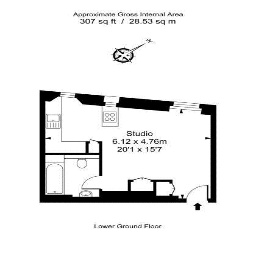 Approximate Gross Internal Area
307 sq ft / 28.53 sq m
N
Studio
6.12 x 4.76m
20'1 x 15'7
Lower Ground Floor